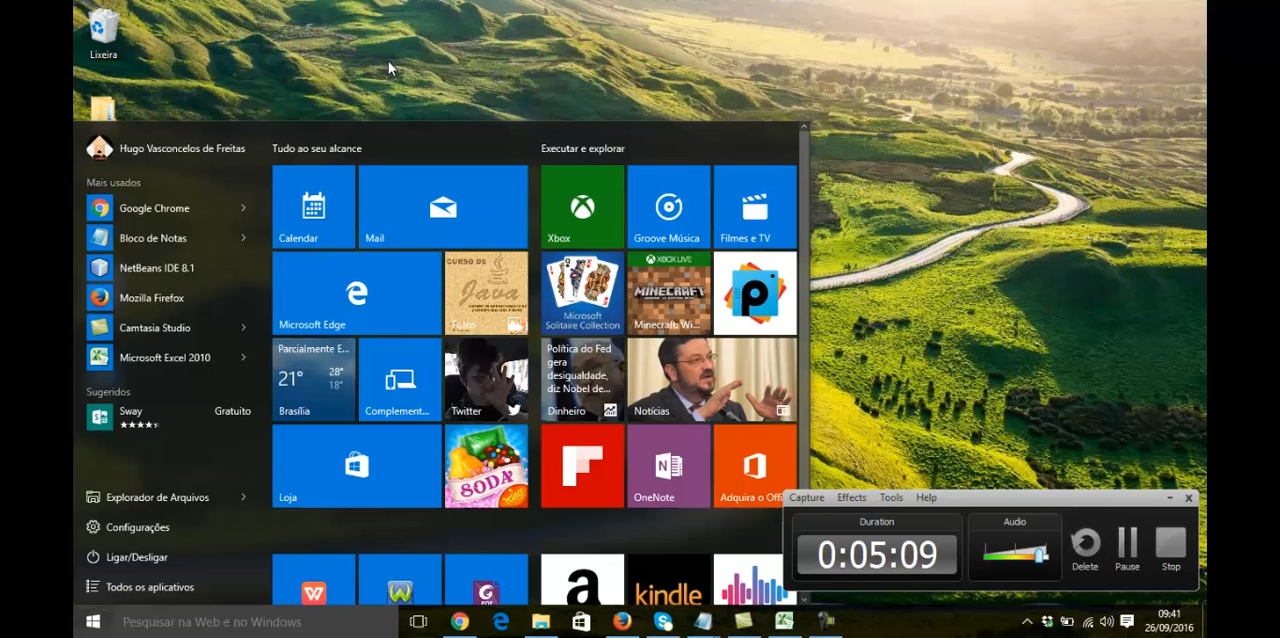 Lixeira
Hugo Vasconcelos de Freitas
Tudo ao seu alcance
Executar e explorar
Mais usados
Google Chrome
Bloco de Notas
NetBeans IDE 8.1
Mozilla Firefox
Camtasia Studio
Microsoft Excel 2010
Sugeridos
Sway
Gratuito
Explorador de Arquivos
Configurações
Ligar/Desligar
Todos os aplicativos
Calendar
Mail
Xbox
Groove Música
Filmes e TV
Microsoft Edge
CURSO DE
Java
Fotos
Microsoft
Solitaire Collection
XBOX LIVE
MINECRAFT
Minecraft: Wi...
Parcialmente E...
21°
28°
18°
Brasília
Complement...
Twitter
Política do Fed
gera
desigualdade,
diz Nobel de...
Dinheiro
Notícias
Loja
SODA
OneNote
Adquira o Offi
kindle
Capture
Effects
Tools
Help
Duration
0:05:09
Audio
Delete
Pause
Stop
Pesquisar na Web e no Windows
09:41
26/09/2016